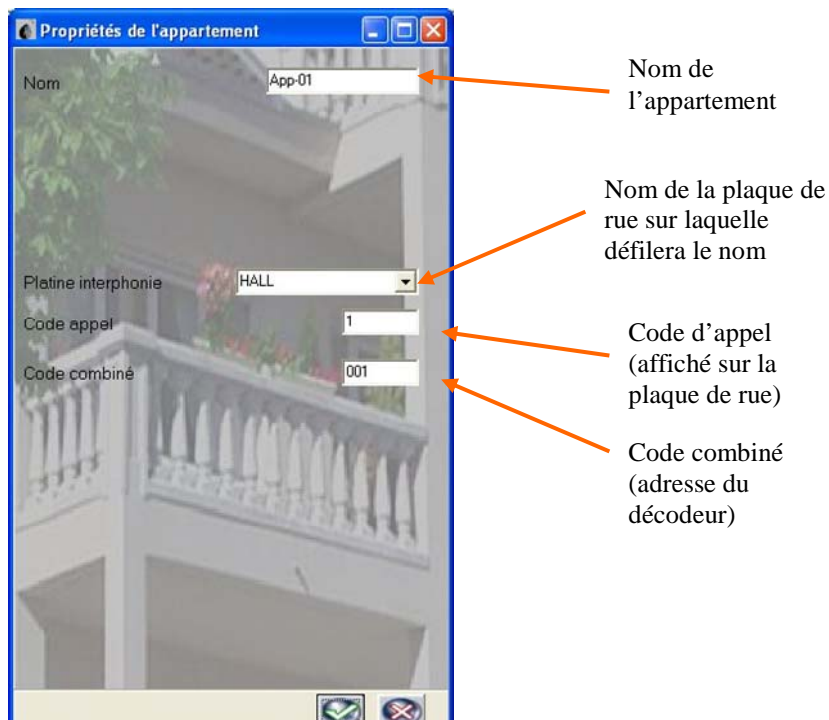 Propriétés de l'appartement
Nom
App-01
Nom de
l'appartement
Nom de la plaque de
rue sur laquelle
défilera le nom
Platine interphonie
HALL
Code appel
1
Code d'appel
(affiché sur la
plaque de rue)
Code combiné
001
Code combiné
(adresse du
décodeur)